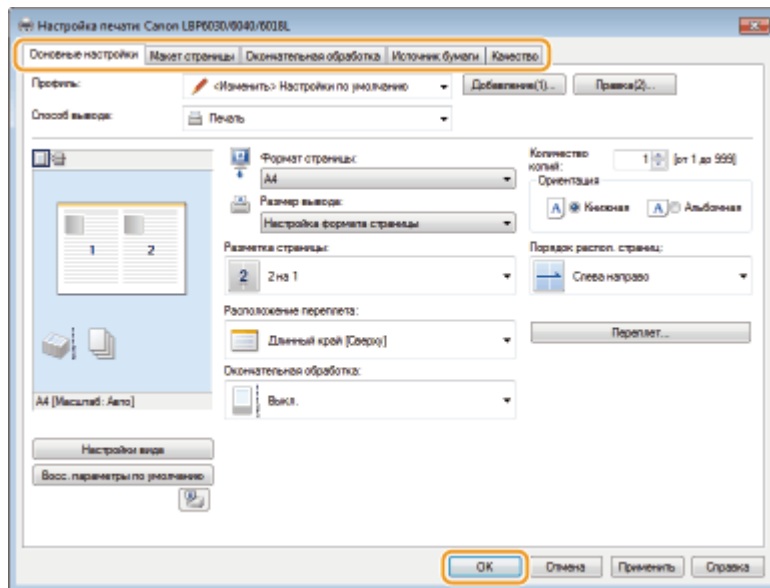 Настройка печати: Canon LBP6030/6040/6018L
Основные настройки Макет страницы Окончательная обработка Источник бумаги Качество
Профиль: <Изменить> Настройки по умолчанию Добавление(1)... Правка(2)...
Способ вывода: Печать
Формат страницы:
A4
Размер вывода:
Настройка формата страницы
Количество копий: 1 [от 1 до 999]
Ориентация
A Книжная A Альбомная
1 2
Разметка страницы:
2 2 на 1
Порядок распол. страниц:
Слева направо
Расположение переплета:
Длинный край [Сверху]
Переплет...
Окончательная обработка:
Выкл.
A4 [Масштаб: Авто]
Настройки вида
Восс. параметры по умолчанию
OK Отмена Применить Справка